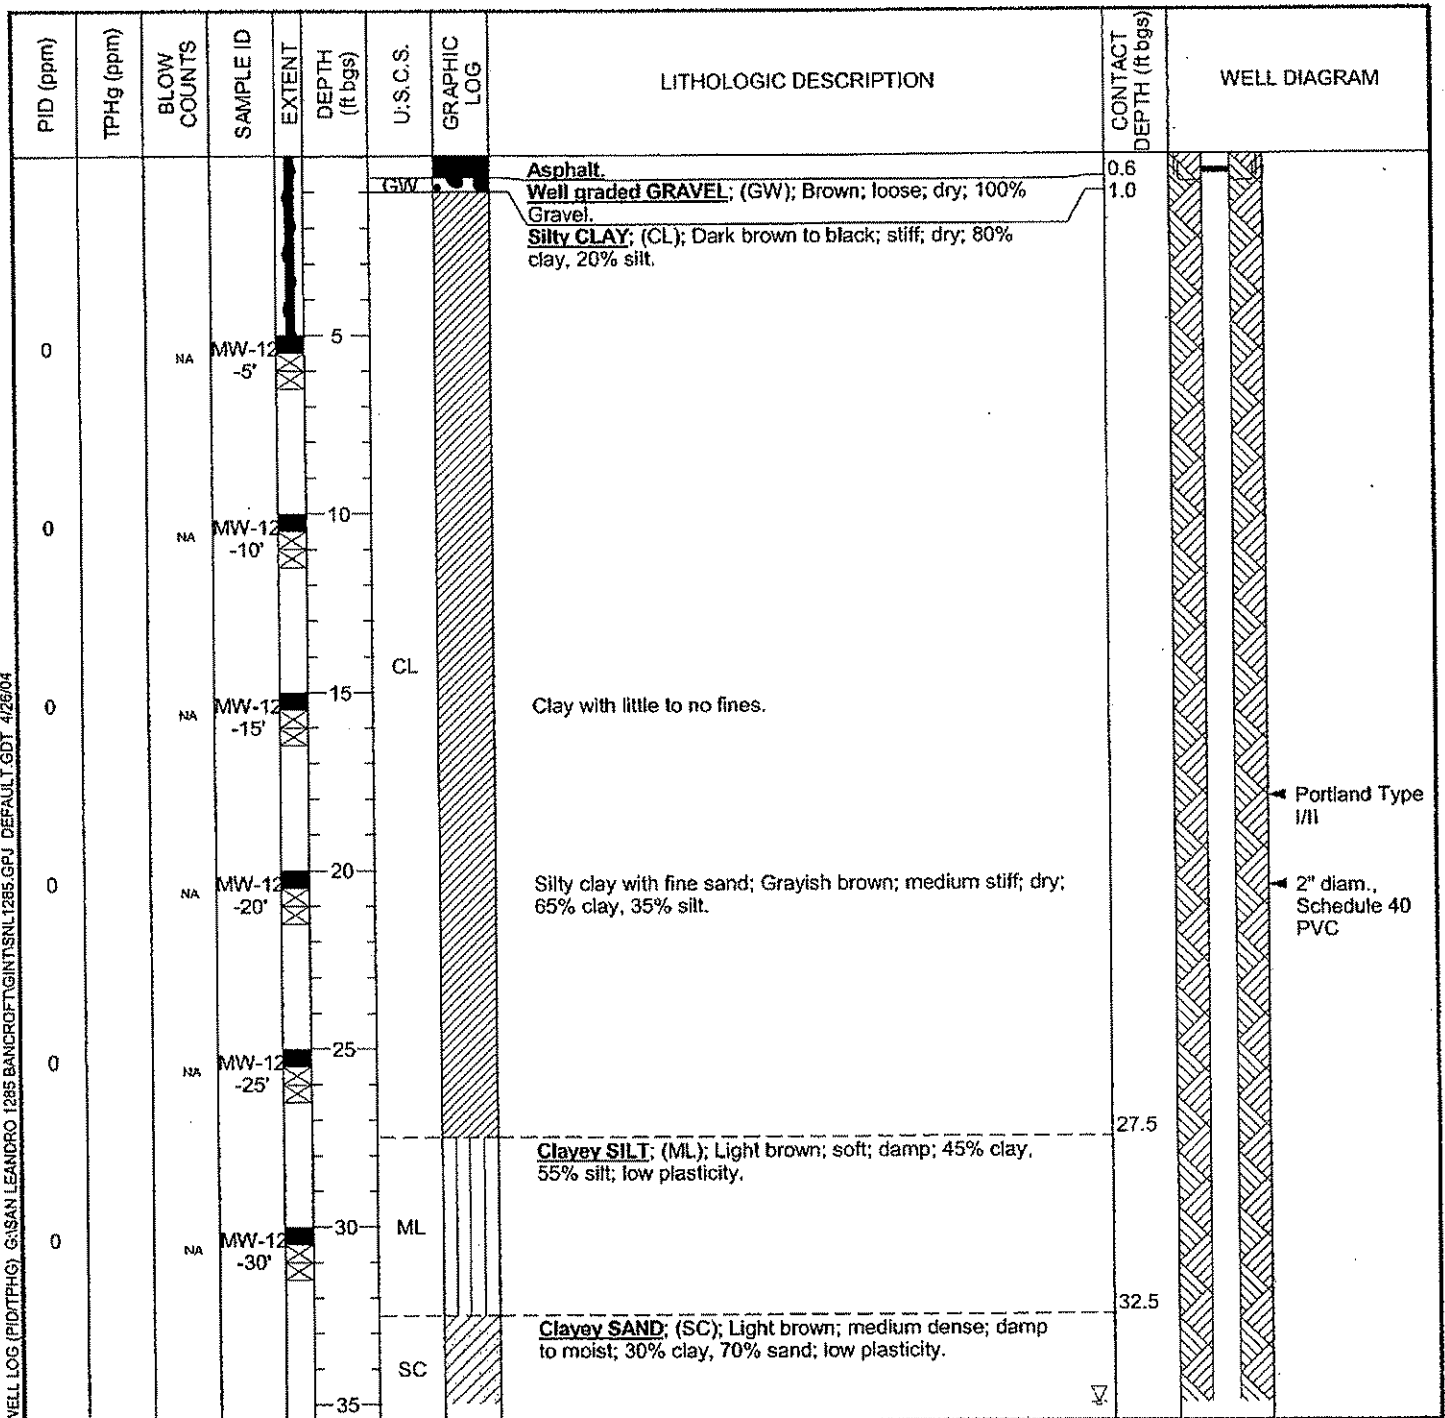 PID (ppm)
TPHg (ppm)
BLOW
COUNTS
SAMPLE ID
EXTENT
DEPTH
(ft bgs)
U.S.C.S.
GRAPHIC
LOG
LITHOLOGIC DESCRIPTION
CONTACT
DEPTH (ft bgs)
WELL DIAGRAM
Asphalt.
0.6
GW
Well graded GRAVEL; (GW); Brown; loose; dry; 100%
Gravel.
1.0
Silty CLAY; (CL); Dark brown to black; stiff; dry; 80%
clay, 20% silt.
0
NA
MW-12
-5'
5
0
NA
MW-12
-10'
10
CL
0
NA
MW-12
-15'
15
Clay with little to no fines.
Portland Type
I/II
0
NA
MW-12
-20'
20
Silty clay with fine sand; Grayish brown; medium stiff; dry;
65% clay, 35% silt.
2" diam.,
Schedule 40
PVC
0
NA
MW-12
-25'
25
27.5
Clayey SILT; (ML); Light brown; soft; damp; 45% clay,
55% silt; low plasticity.
0
NA
MW-12
-30'
30
ML
32.5
Clayey SAND; (SC); Light brown; medium dense; damp
to moist; 30% clay, 70% sand; low plasticity.
SC
35
WELL LOG (PID/TPHG) G:\SAN LEANDRO 1285 BANCROFT\GINT\SNL1285.GPJ DEFAULT.GDT 4/26/04